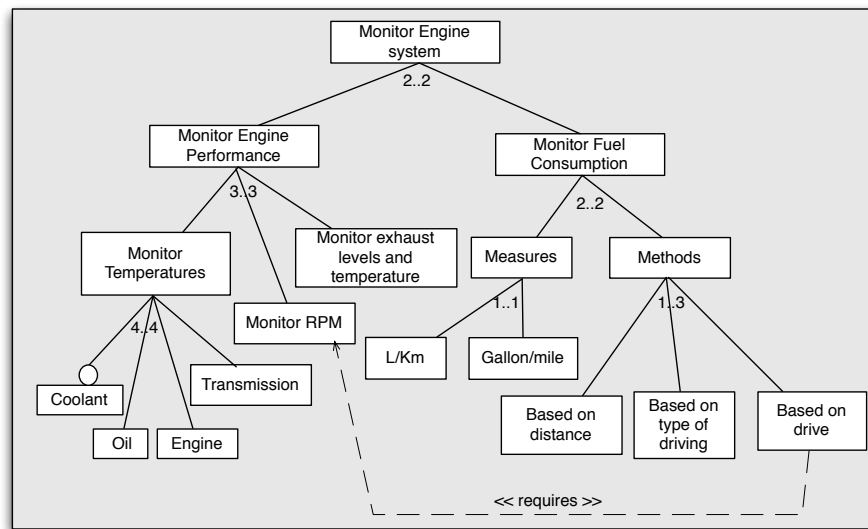 Monitor Engine
system
2..2
Monitor Engine
Performance
Monitor Fuel
Consumption
3..3
2..2
Monitor
Temperatures
Monitor exhaust
levels and
temperature
Measures
Methods
4..4
Monitor RPM
1..1
1..3
L/Km
Gallon/mile
Coolant
Transmission
Oil
Engine
Based on
distance
Based on
type of
driving
Based on
drive
<< requires >>